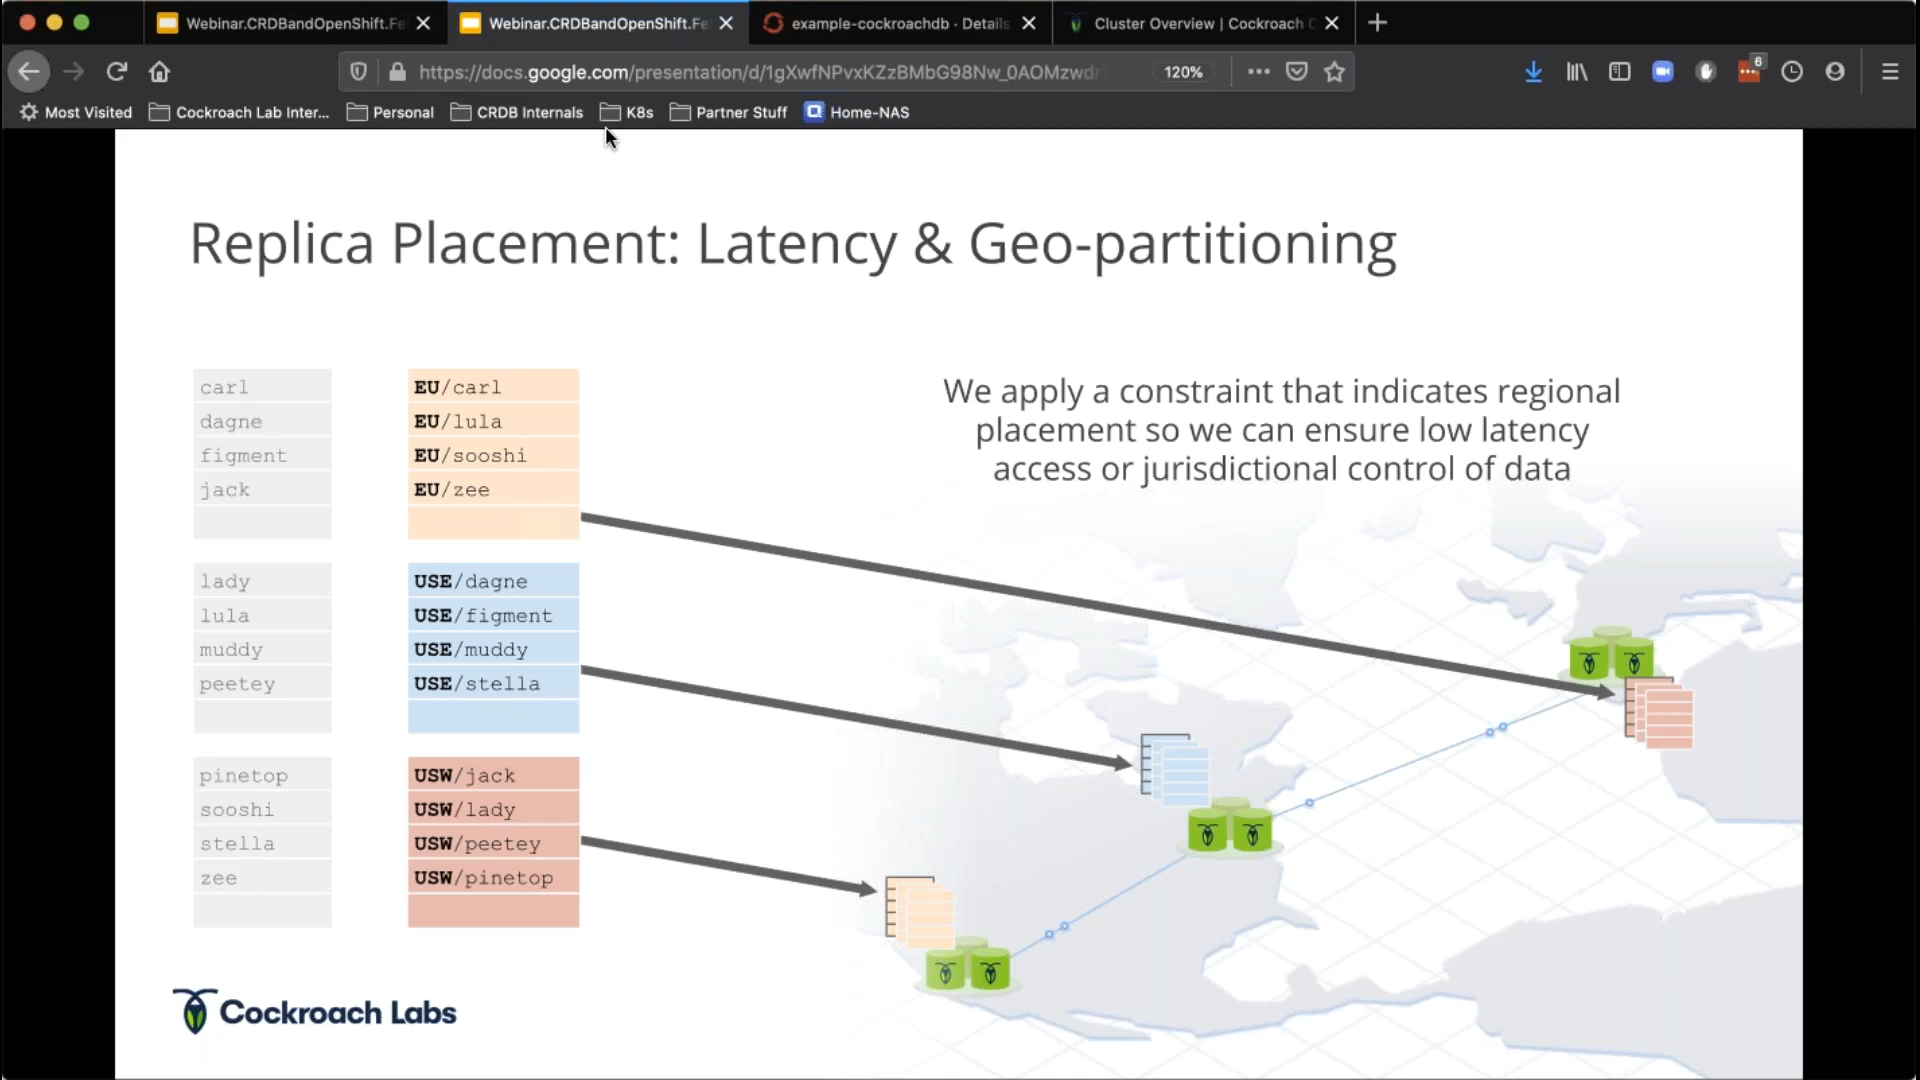 Webinar.CRDBandOpenShift.Fe
Webinar.CRDBandOpenShift.Fe
example-cockroachdb · Details
Cluster Overview | Cockroach C
https://docs.google.com/presentation/d/1gXwfNPvxKZzBMbG98Nw_0AOMzwdr
120%
6
Most Visited
Cockroach Lab Inter...
Personal
CRDB Internals
K8s
Partner Stuff
Home-NAS
Replica Placement: Latency & Geo-partitioning
We apply a constraint that indicates regional
placement so we can ensure low latency
access or jurisdictional control of data
carl
dagne
figment
jack
lady
lula
muddy
peetey
pinetop
sooshi
stella
zee
EU/carl
EU/lula
EU/sooshi
EU/zee
USE/dagne
USE/figment
USE/muddy
USE/stella
USW/jack
USW/lady
USW/peetey
USW/pinetop
Cockroach Labs